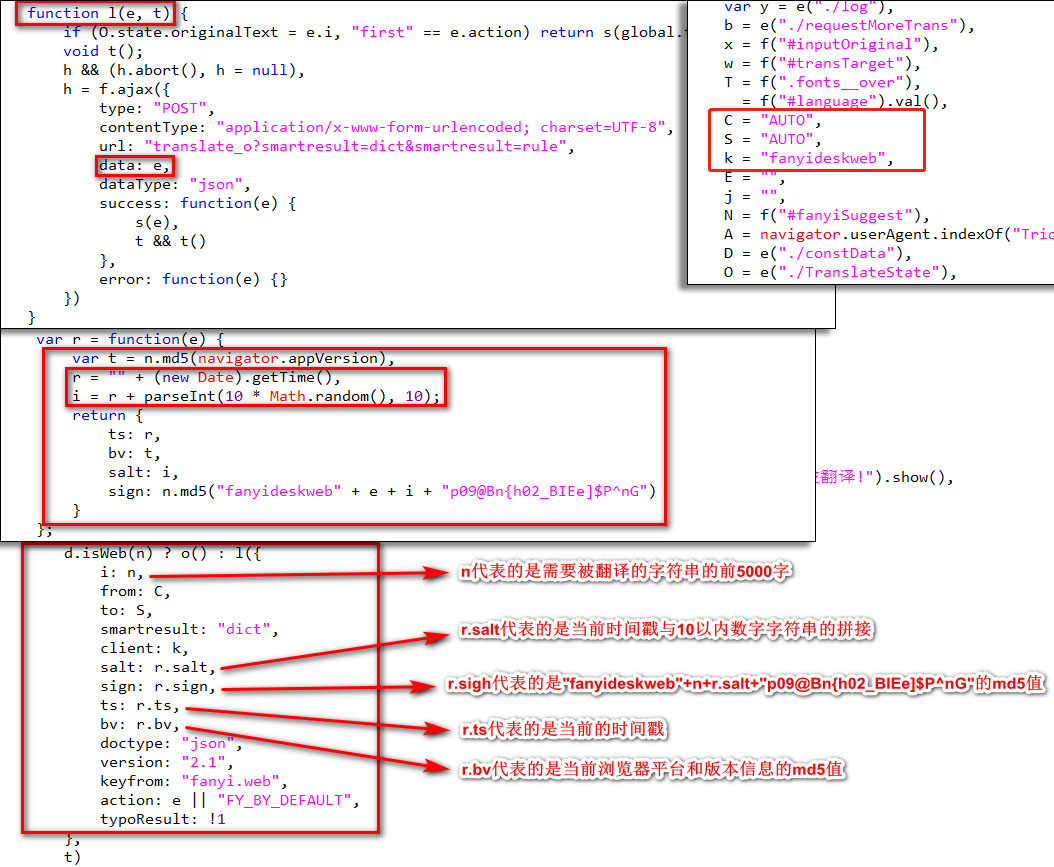 function l(e, t) {
if (O.state.originalText = e.i, "first" == e.action) return s(global.
void t();
h && (h.abort(), h = null),
h = f.ajax({
type: "POST",
contentType: "application/x-www-form-urlencoded; charset=UTF-8",
url: "translate_o?smartresult=dict&smartresult=rule",
data: e,
dataType: "json",
success: function(e) {
s(e),
t && t()
},
error: function(e) {}
})
}
var y = e("./log"),
b = e("./requestMoreTrans"),
x = f("#inputOriginal"),
w = f("#transTarget"),
T = f(".fonts__over"),
= f("#language").val(),
C = "AUTO",
S = "AUTO",
k = "fanyideskweb",
E = "",
j = "",
N = f("#fanyiSuggest"),
A = navigator.userAgent.indexOf("Trid
D = e("./constData"),
O = e("./TranslateState"),
var r = function(e) {
var t = n.md5(navigator.appVersion),
r = "" + (new Date).getTime(),
i = r + parseInt(10 * Math.random(), 10);
return {
ts: r,
bv: t,
salt: i,
sign: n.md5("fanyideskweb" + e + i + "p09@Bn{h02_BIEe]$P^nG")
}
};
翻译!").show(),
d.isWeb(n) ? o() : l({
i: n,
from: C,
to: S,
smartresult: "dict",
client: k,
salt: r.salt,
sign: r.sign,
ts: r.ts,
bv: r.bv,
doctype: "json",
version: "2.1",
keyfrom: "fanyi.web",
action: e || "FY_BY_DEFAULT",
typoResult: !1
},
t)
n代表的是需要被翻译的字符串的前5000字
r.salt代表的是当前时间戳与10以内数字字符串的拼接
r.sigh代表的是"fanyideskweb"+n+r.salt+"p09@Bn{h02_BIEe]$P^nG"的md5值
r.ts代表的是当前的时间戳
r.bv代表的是当前浏览器平台和版本信息的md5值